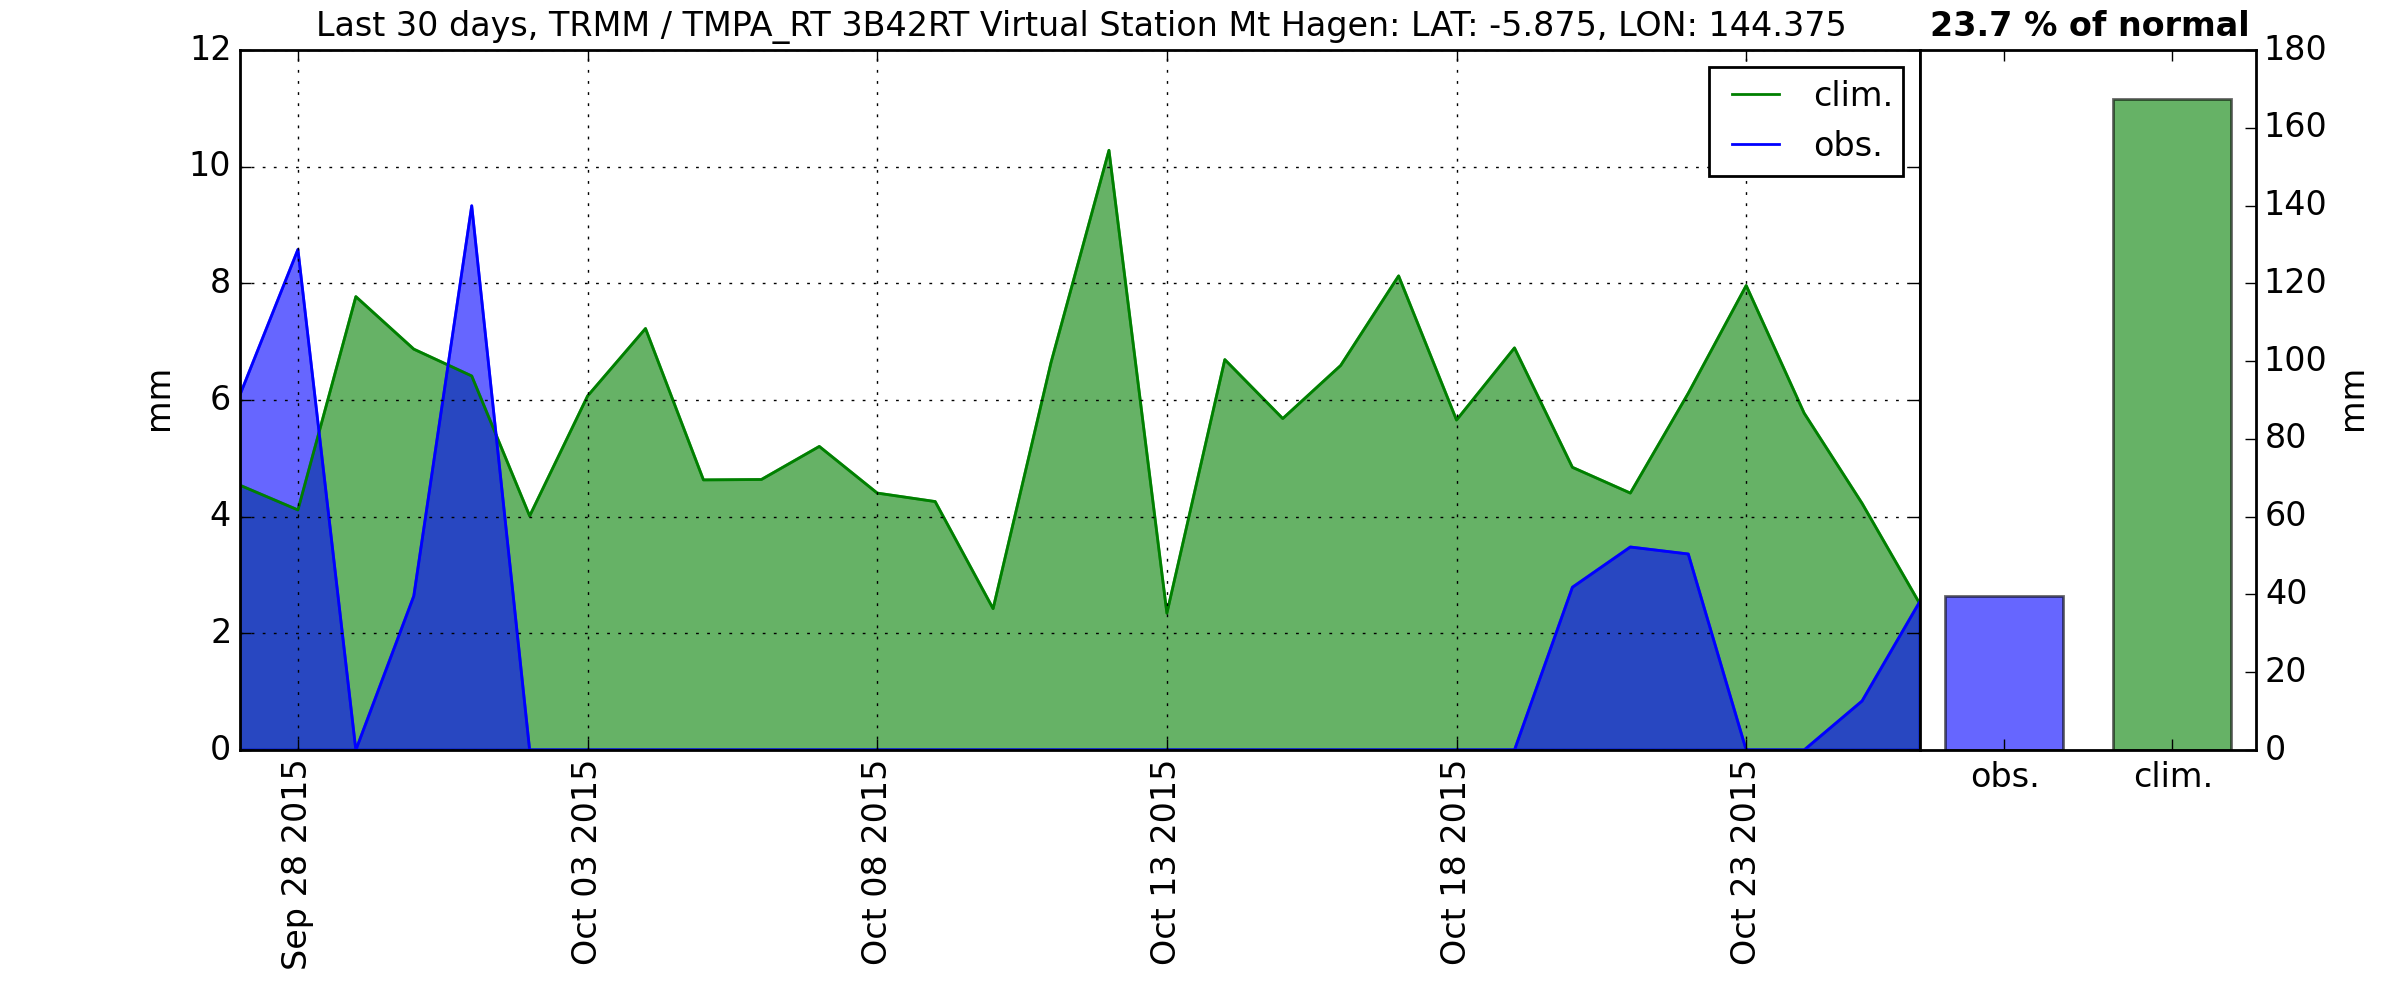 Last 30 days, TRMM / TMPA_RT 3B42RT Virtual Station Mt Hagen: LAT: -5.875, LON: 144.375
23.7 % of normal
12
10
8
6
4
2
0
mm
clim.
obs.
Sep 28 2015
Oct 03 2015
Oct 08 2015
Oct 13 2015
Oct 18 2015
Oct 23 2015
180
160
140
120
100
80
60
40
20
0
mm
obs.
clim.